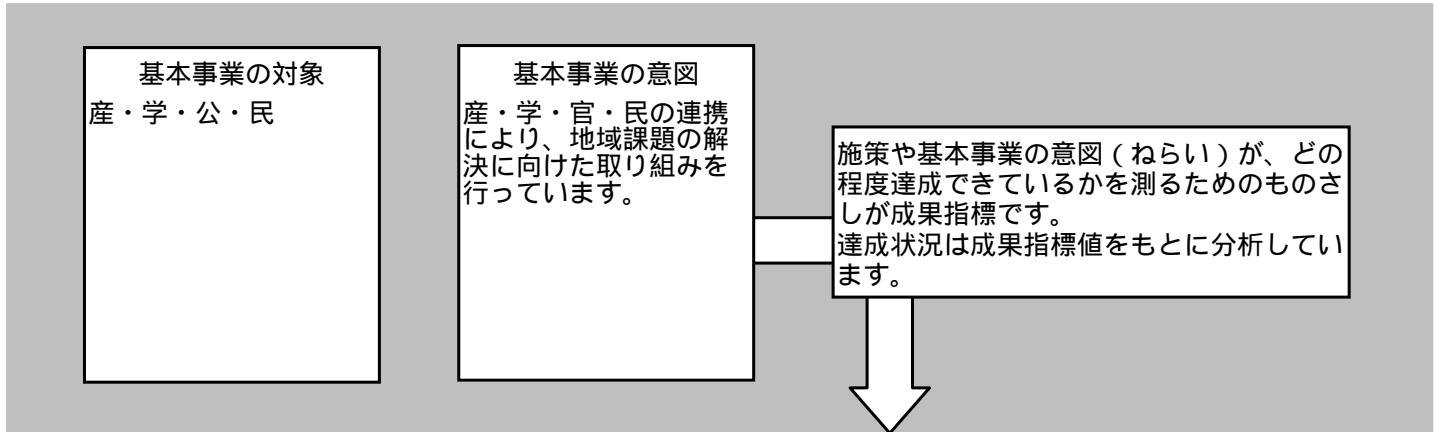 基本事業の対象
産・学・公・民
基本事業の意図
産・学・官・民の連携
により、地域課題の解
決に向けた取り組みを
行っています。
施策や基本事業の意図（ねらい）が、どの
程度達成できているかを測るためのものさ
しが成果指標です。
達成状況は成果指標値をもとに分析してい
ます。